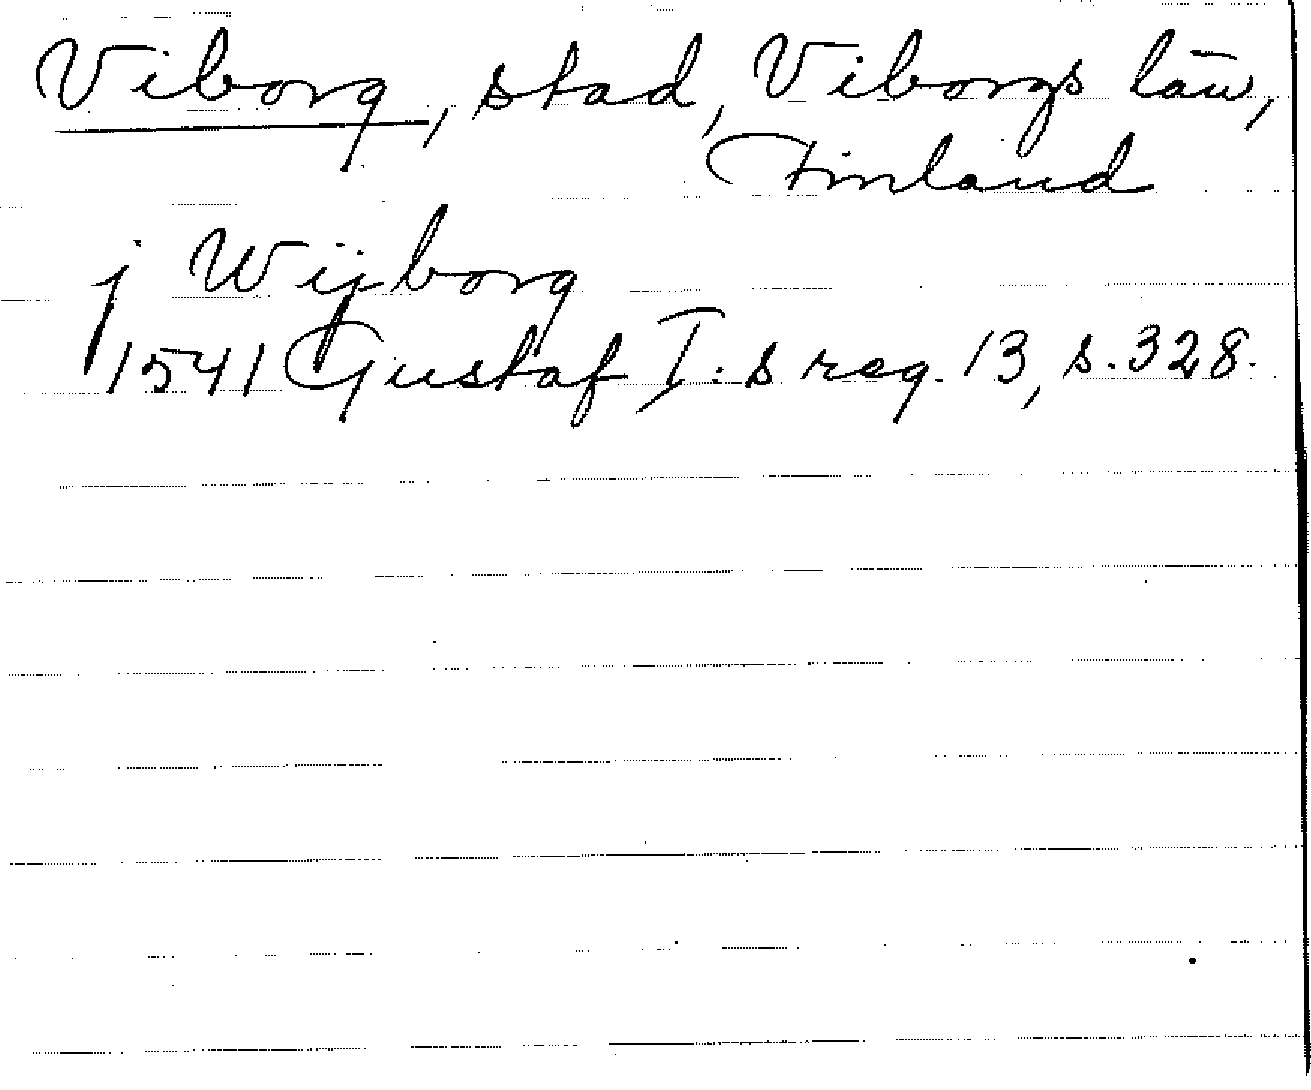 Viborg, stad, Viborgs län,
Finland
j Wijborg
1541 Gustaf I:s reg. 13, s. 328.